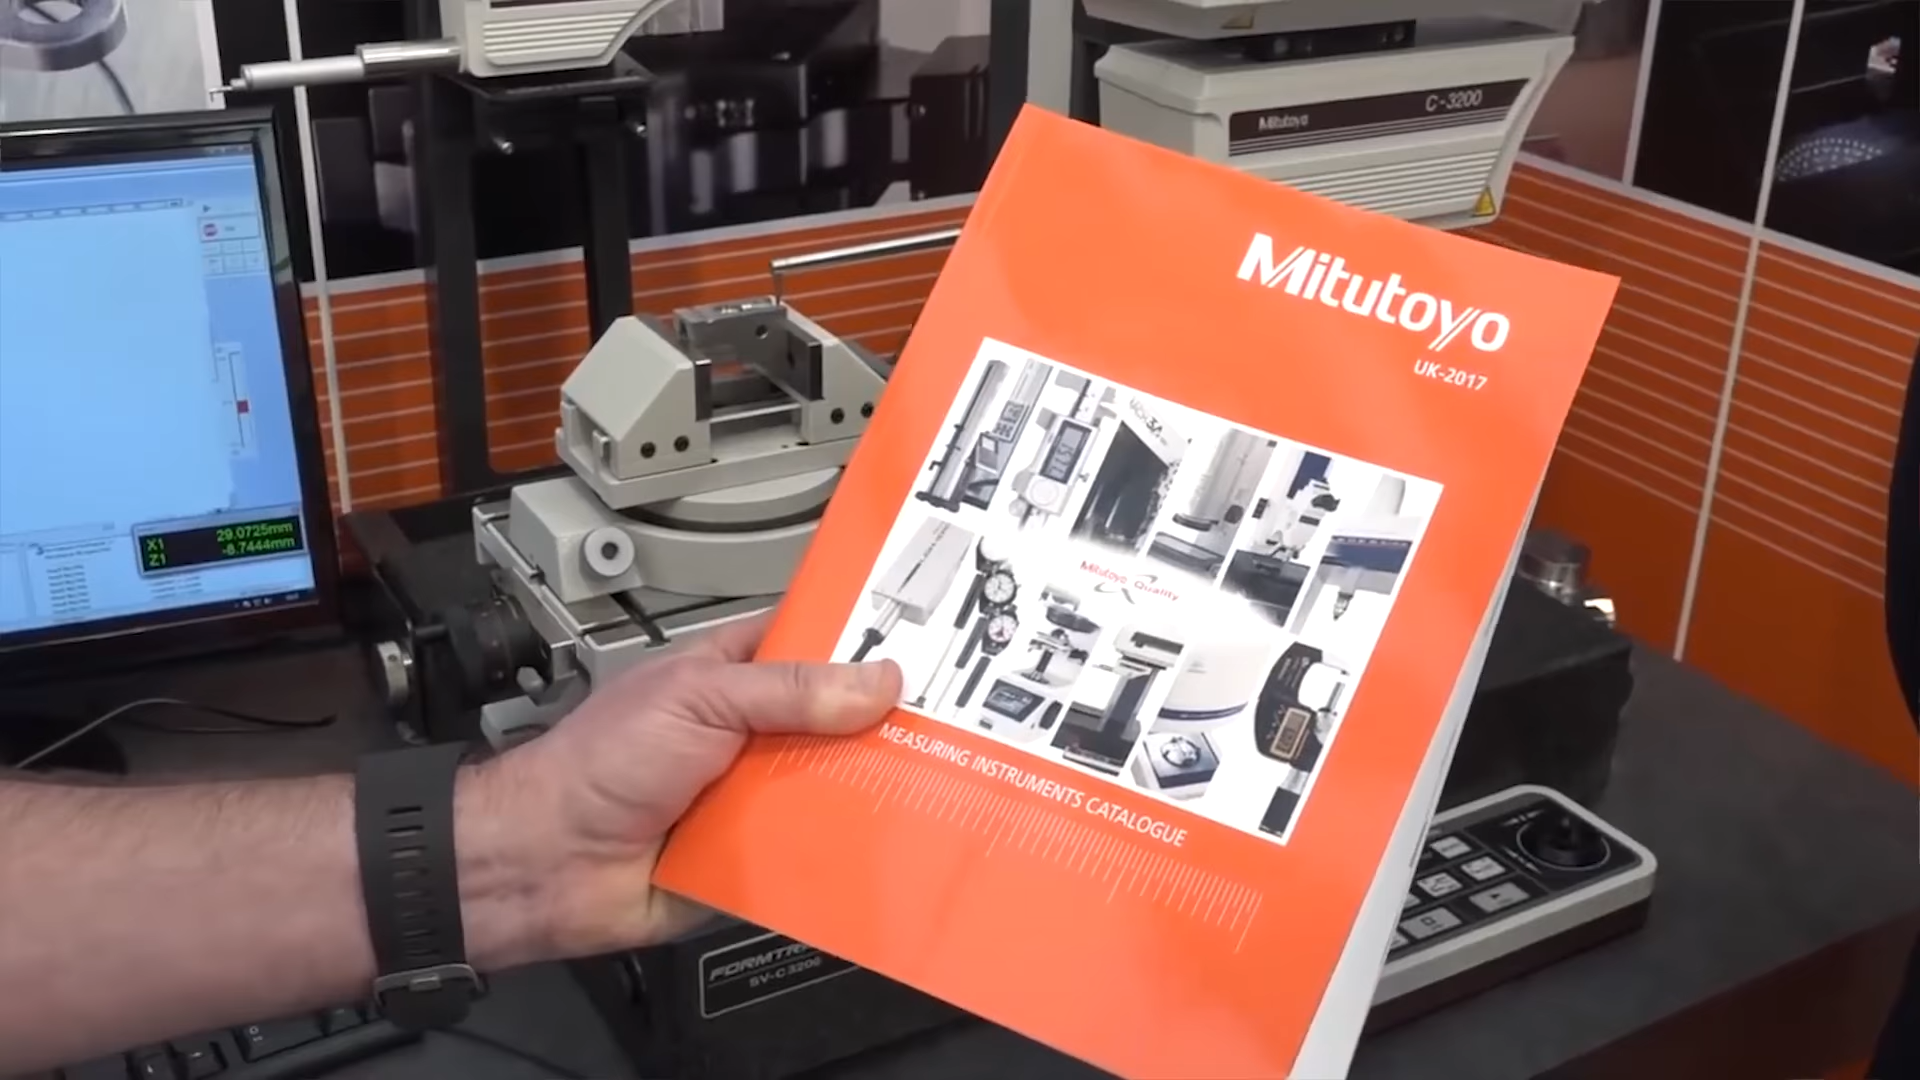 C-3200
Mitutoyo
Mitutoyo
UK-2017
Mitutoyo Quality
MEASURING INSTRUMENTS CATALOGUE
X1 29.0725mm
Z1 -8.7444mm
SV-C3200